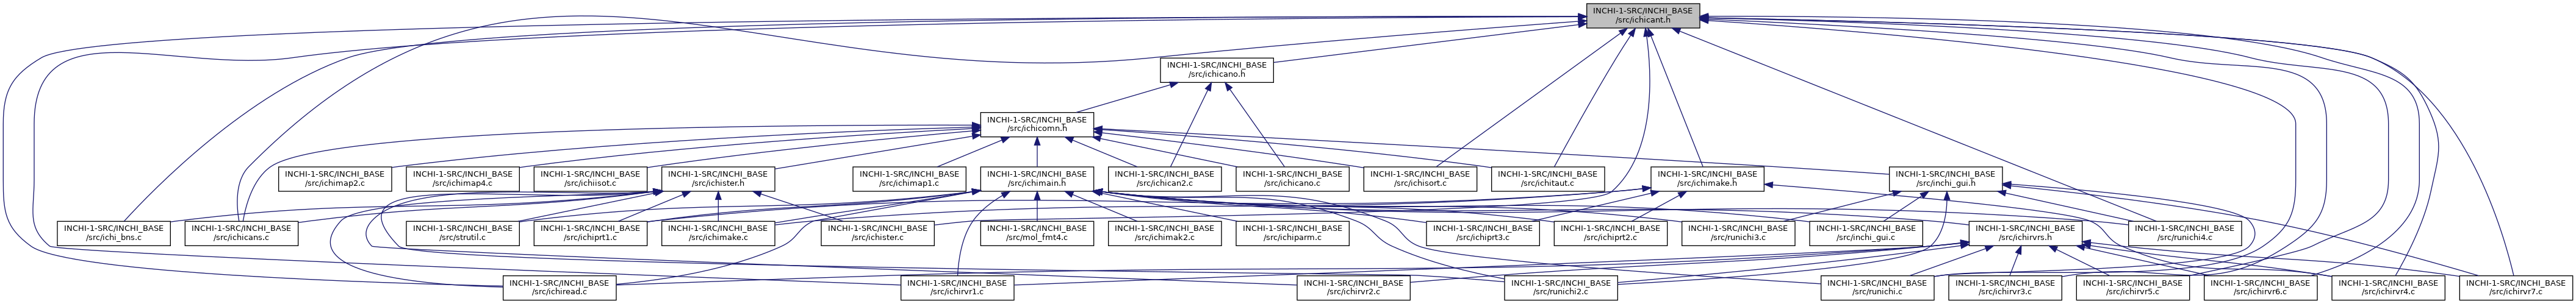 INCHI-1-SRC/INCHI_BASE
/src/ichicant.h
INCHI-1-SRC/INCHI_BASE
/src/ichicano.h
INCHI-1-SRC/INCHI_BASE
/src/ichicomn.h
INCHI-1-SRC/INCHI_BASE
/src/ichimap2.c
INCHI-1-SRC/INCHI_BASE
/src/ichimap4.c
INCHI-1-SRC/INCHI_BASE
/src/ichiisot.c
INCHI-1-SRC/INCHI_BASE
/src/ichister.h
INCHI-1-SRC/INCHI_BASE
/src/ichimap1.c
INCHI-1-SRC/INCHI_BASE
/src/ichimain.h
INCHI-1-SRC/INCHI_BASE
/src/ichican2.c
INCHI-1-SRC/INCHI_BASE
/src/ichicano.c
INCHI-1-SRC/INCHI_BASE
/src/ichisort.c
INCHI-1-SRC/INCHI_BASE
/src/ichitaut.c
INCHI-1-SRC/INCHI_BASE
/src/ichimake.h
INCHI-1-SRC/INCHI_BASE
/src/inchi_gui.h
INCHI-1-SRC/INCHI_BASE
/src/ichi_bns.c
INCHI-1-SRC/INCHI_BASE
/src/ichicans.c
INCHI-1-SRC/INCHI_BASE
/src/strutil.c
INCHI-1-SRC/INCHI_BASE
/src/ichiprt1.c
INCHI-1-SRC/INCHI_BASE
/src/ichimake.c
INCHI-1-SRC/INCHI_BASE
/src/ichister.c
INCHI-1-SRC/INCHI_BASE
/src/mol_fmt4.c
INCHI-1-SRC/INCHI_BASE
/src/ichimak2.c
INCHI-1-SRC/INCHI_BASE
/src/ichiparm.c
INCHI-1-SRC/INCHI_BASE
/src/ichiprt3.c
INCHI-1-SRC/INCHI_BASE
/src/ichiprt2.c
INCHI-1-SRC/INCHI_BASE
/src/runichi3.c
INCHI-1-SRC/INCHI_BASE
/src/inchi_gui.c
INCHI-1-SRC/INCHI_BASE
/src/ichirvrs.h
INCHI-1-SRC/INCHI_BASE
/src/runichi4.c
INCHI-1-SRC/INCHI_BASE
/src/ichiread.c
INCHI-1-SRC/INCHI_BASE
/src/ichirvr1.c
INCHI-1-SRC/INCHI_BASE
/src/ichirvr2.c
INCHI-1-SRC/INCHI_BASE
/src/runichi2.c
INCHI-1-SRC/INCHI_BASE
/src/runichi.c
INCHI-1-SRC/INCHI_BASE
/src/ichirvr3.c
INCHI-1-SRC/INCHI_BASE
/src/ichirvr5.c
INCHI-1-SRC/INCHI_BASE
/src/ichirvr6.c
INCHI-1-SRC/INCHI_BASE
/src/ichirvr4.c
INCHI-1-SRC/INCHI_BASE
/src/ichirvr7.c